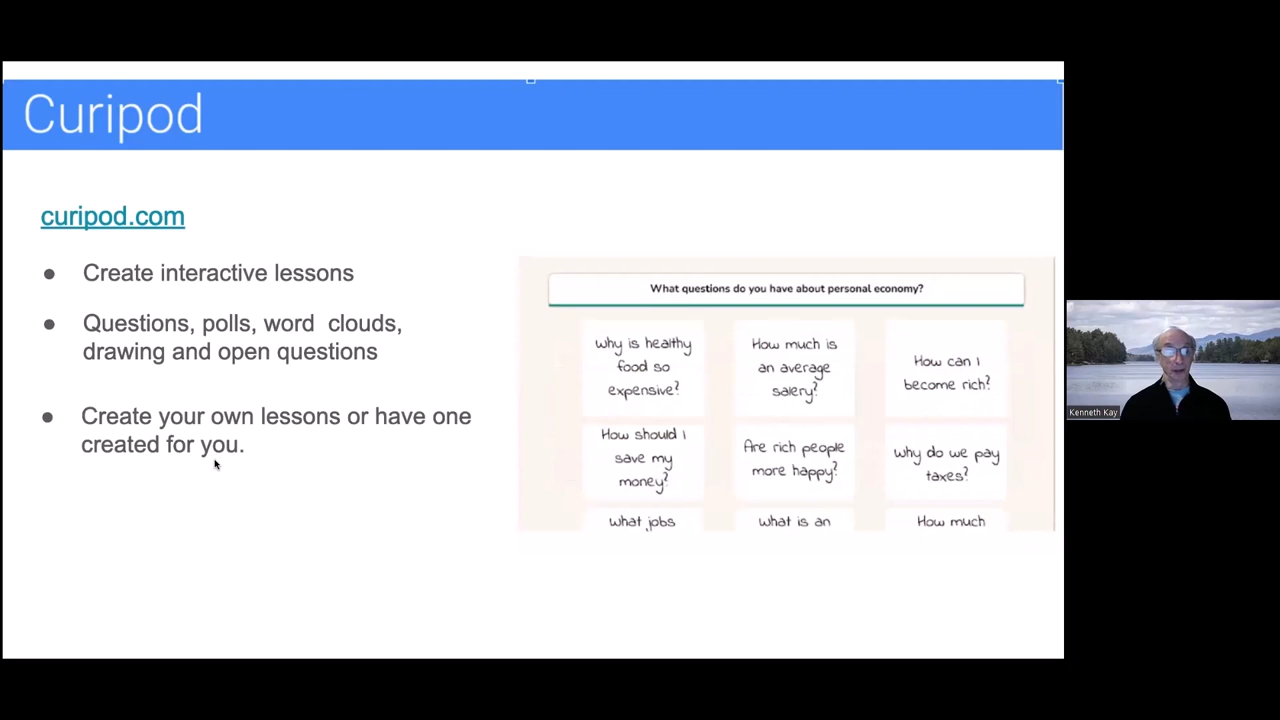 Curipod
curipod.com
● Create interactive lessons
● Questions, polls, word clouds,
drawing and open questions
● Create your own lessons or have one
created for you.
What questions do you have about personal economy?
why is healthy
food so
expensive?
How much is
an average
salery?
How can I
become rich?
How should I
save my
money?
Are rich people
more happy?
why do we pay
taxes?
what jobs
what is an
How much
Kenneth Kay